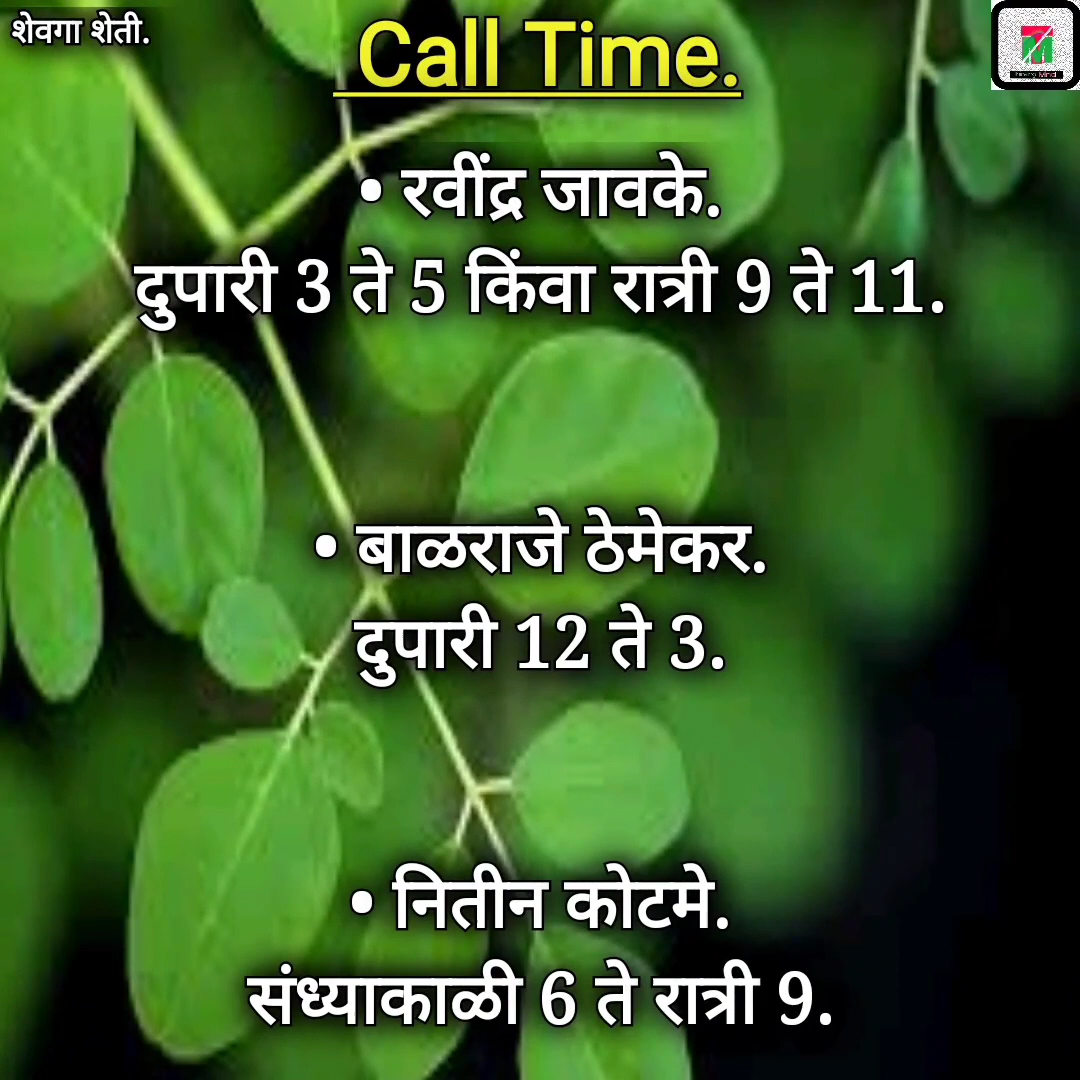 शेवगा शेती.
Call Time.
• रवींद्र जावके.
दुपारी 3 ते 5 किंवा रात्री 9 ते 11.
• बाळराजे ठेमेकर.
दुपारी 12 ते 3.
• नितीन कोटमे.
संध्याकाळी 6 ते रात्री 9.